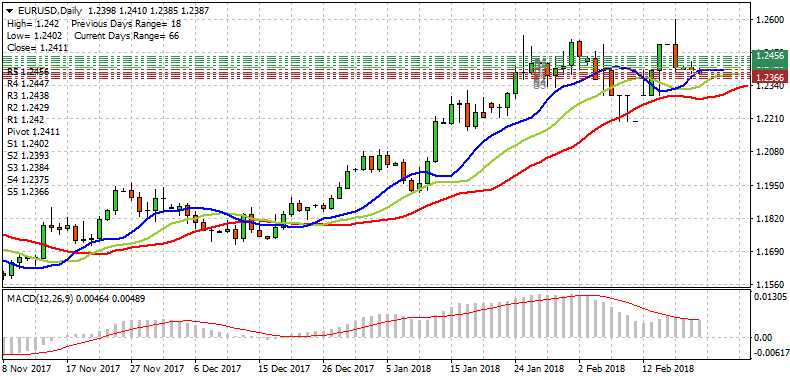 EURUSD,Daily 1.2398 1.2410 1.2385 1.2387
High= 1.242 Previous Days Range= 18
Low= 1.2402 Current Days Range= 66
Close= 1.2411
R5 1.2456
R4 1.2447
R3 1.2438
R2 1.2429
R1 1.242
Pivot 1.2411
S1 1.2402
S2 1.2393
S3 1.2384
S4 1.2375
S5 1.2366
1.2600
1.2456
1.2366
1.2340
1.2210
1.2080
1.1950
1.1820
1.1690
1.1560
MACD(12,26,9) 0.00464 0.00489
0.01305
0.00
-0.00617
8 Nov 2017 17 Nov 2017 27 Nov 2017 6 Dec 2017 15 Dec 2017 26 Dec 2017 5 Jan 2018 15 Jan 2018 24 Jan 2018 2 Feb 2018 12 Feb 2018